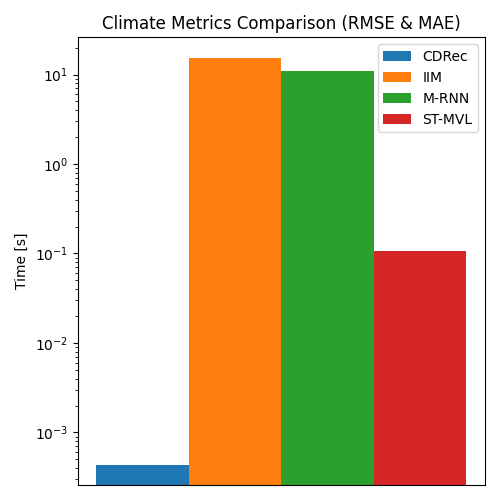 Climate Metrics Comparison (RMSE & MAE)
CDRec
IIM
M-RNN
ST-MVL
Time [s]
10¹
10⁰
10⁻¹
10⁻²
10⁻³